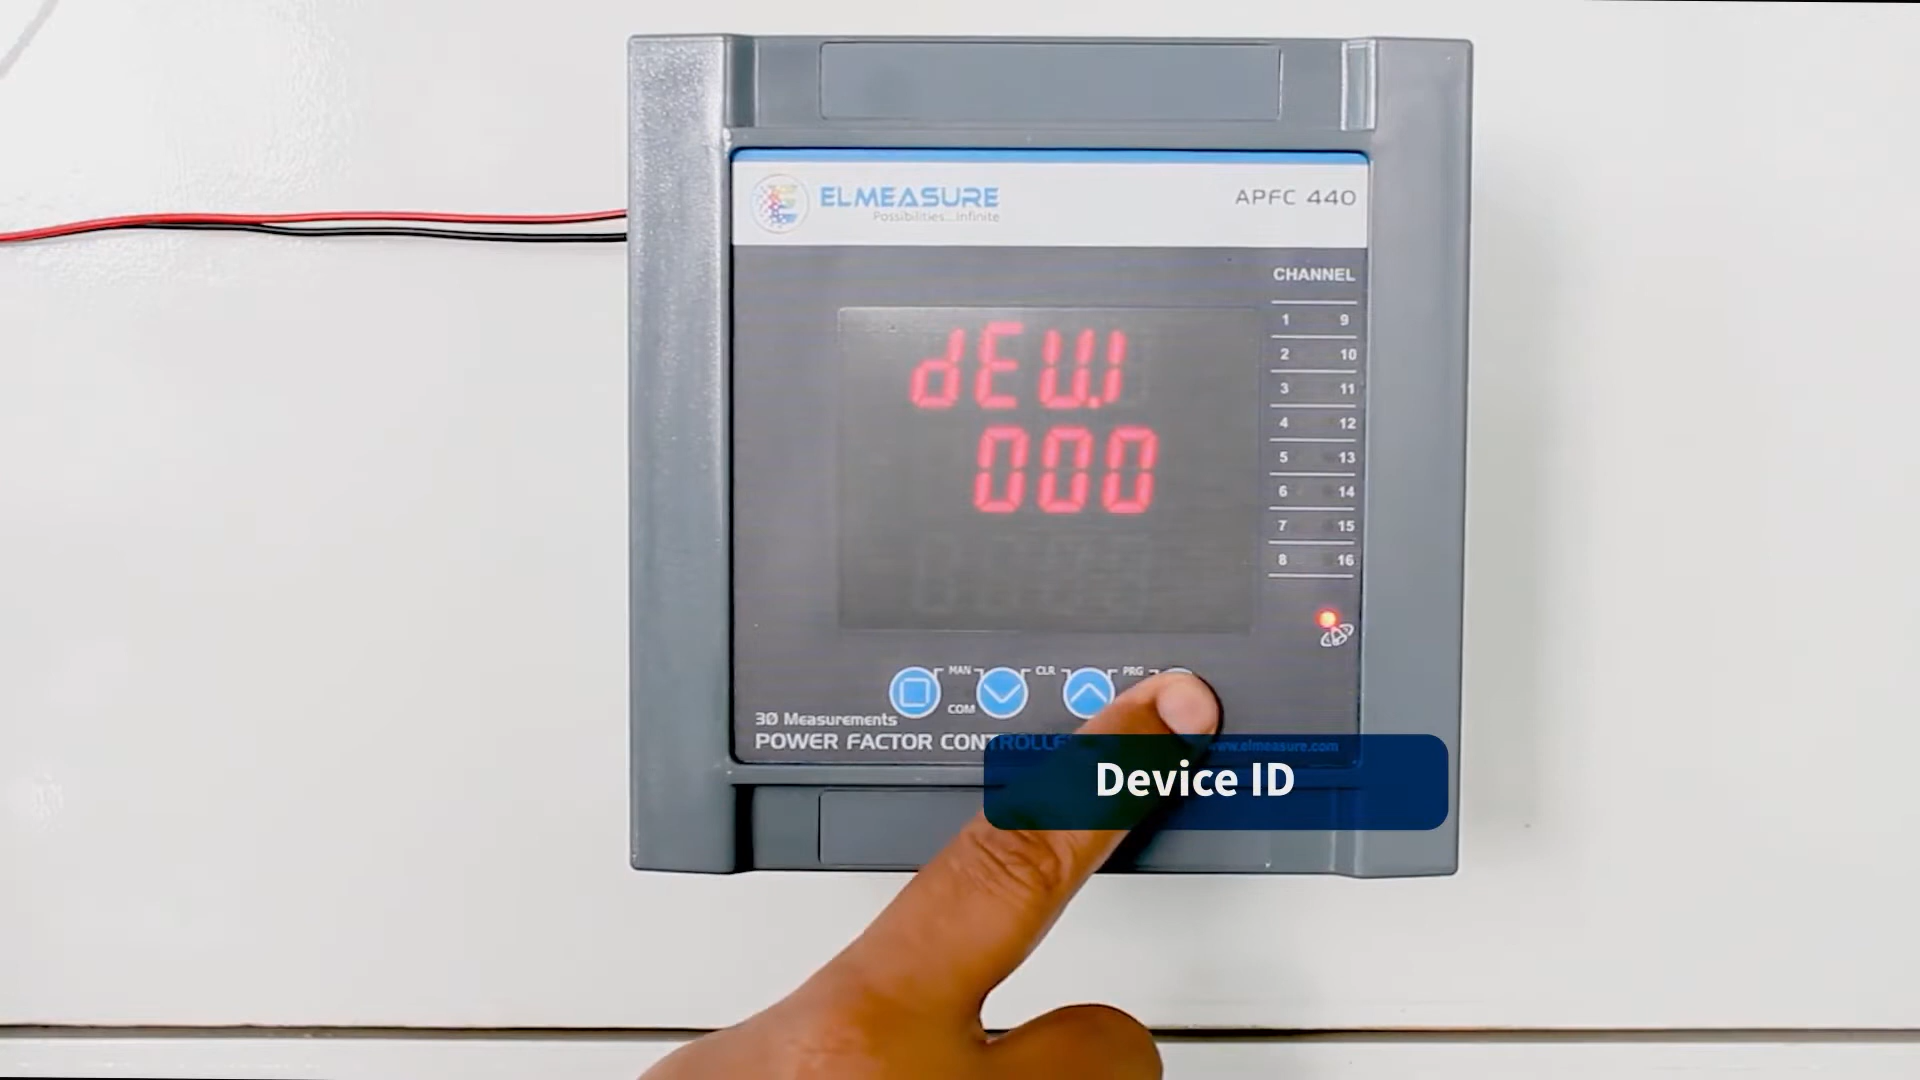 ELMEASURE
Possibilities...Infinite
APFC 440
CHANNEL
1 9
2 10
3 11
4 12
5 13
6 14
7 15
8 16
dEV.I
000
MAN CLR PRG
COM
3Ø Measurements
POWER FACTOR CONTROLLE
www.elmeasure.com
Device ID